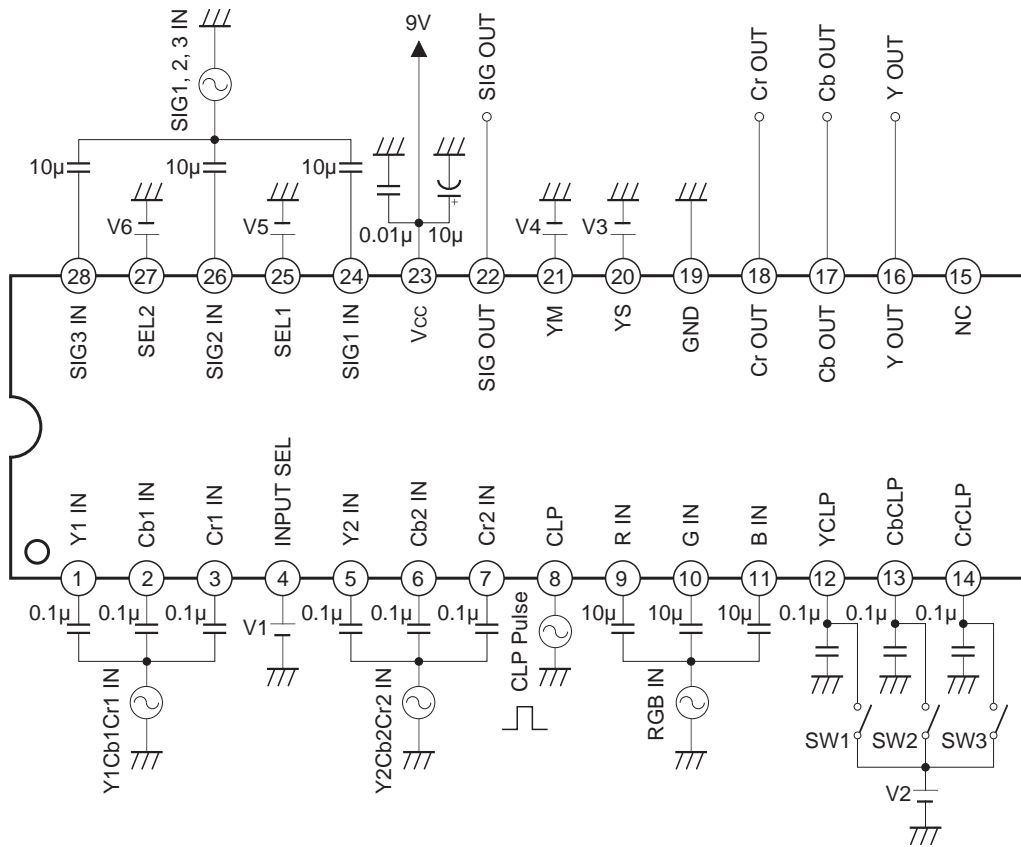 9V
SIG1, 2, 3 IN
SIG OUT
Cr OUT
Cb OUT
Y OUT
10μ
10μ
10μ
V6
V5
0.01μ
10μ
V4
V3
28
27
26
25
24
23
22
21
20
19
18
17
16
15
SIG3 IN
SEL2
SIG2 IN
SEL1
SIG1 IN
VCC
SIG OUT
YM
YS
GND
Cr OUT
Cb OUT
Y OUT
NC
Y1 IN
Cb1 IN
Cr1 IN
INPUT SEL
Y2 IN
Cb2 IN
Cr2 IN
CLP
R IN
G IN
B IN
YCLP
CbCLP
CrCLP
1
2
3
4
5
6
7
8
9
10
11
12
13
14
0.1μ
0.1μ
0.1μ
V1
0.1μ
0.1μ
0.1μ
CLP Pulse
10μ
10μ
10μ
0.1μ
0.1μ
0.1μ
Y1Cb1Cr1 IN
Y2Cb2Cr2 IN
RGB IN
SW1
SW2
SW3
V2